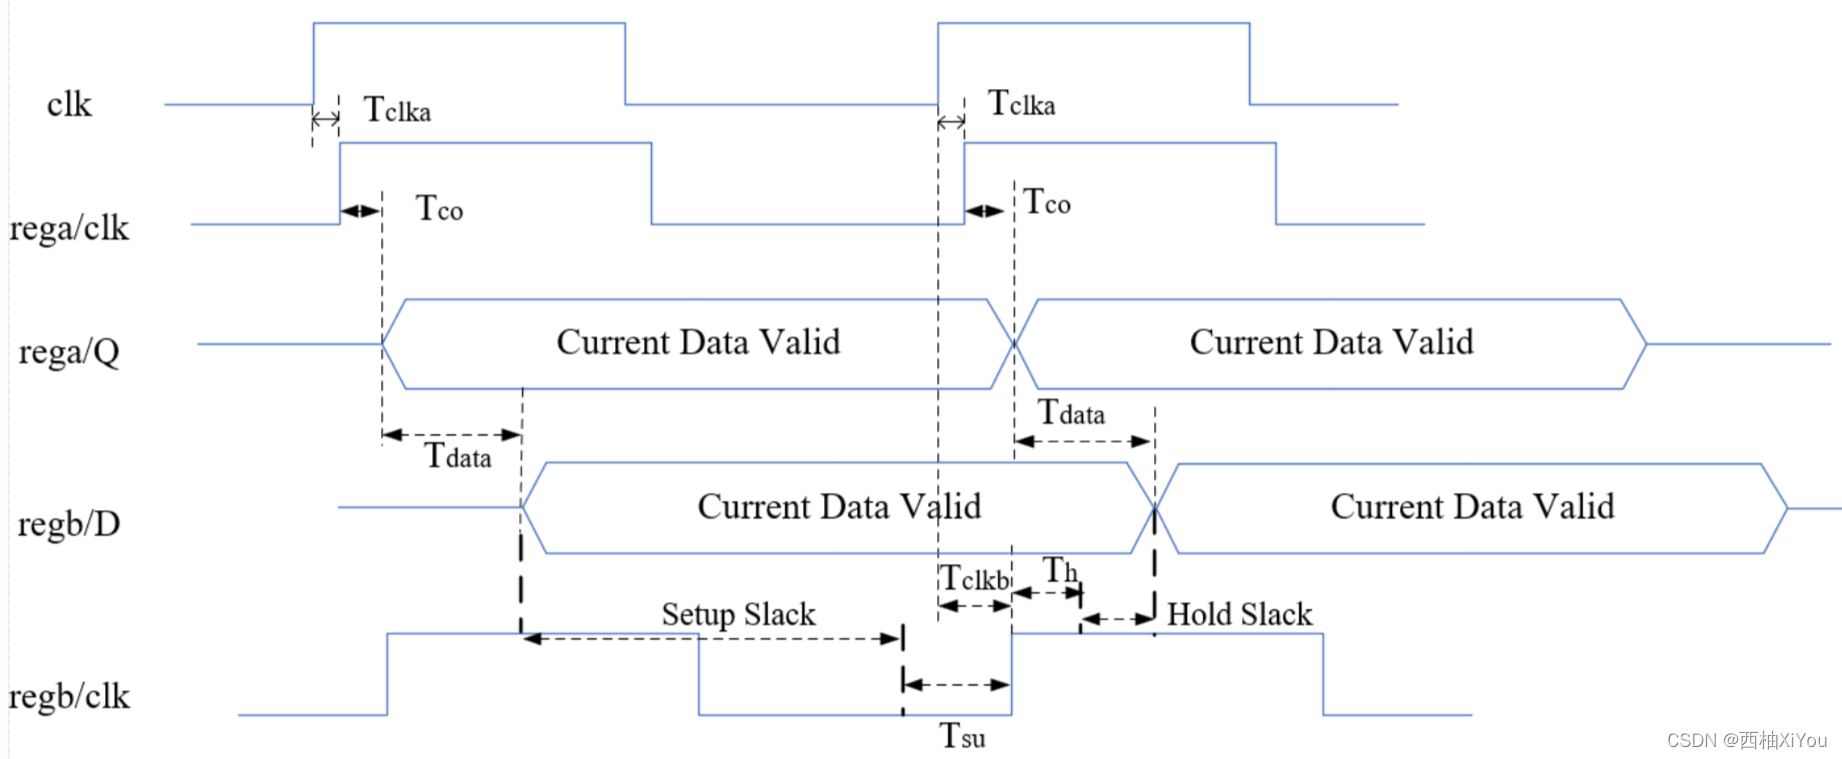 clk
Tclka
Tclka
rega/clk
Tco
Tco
rega/Q
Current Data Valid
Current Data Valid
Tdata
Tdata
regb/D
Current Data Valid
Current Data Valid
Tclkb
Th
Setup Slack
Hold Slack
regb/clk
Tsu
CSDN @西柚XiYou